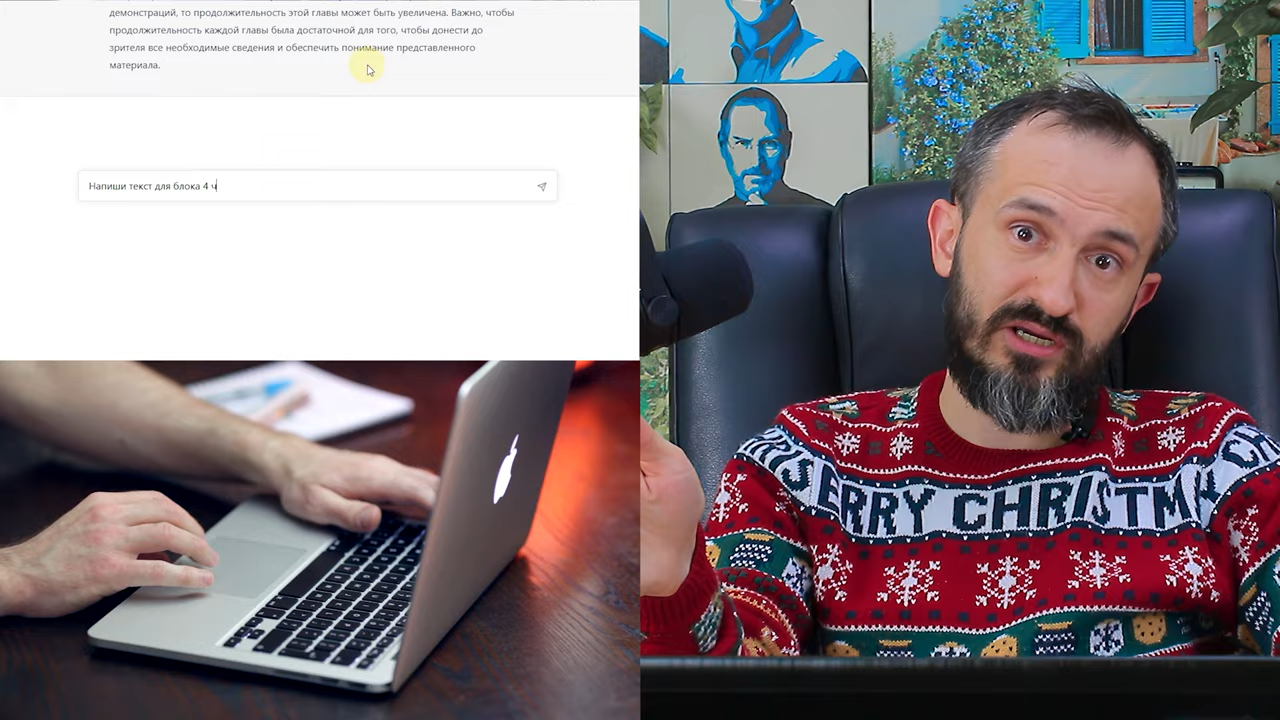 демонстраций, то продолжительность этой главы может быть увеличена. Важно, чтобы
продолжительность каждой главы была достаточной для того, чтобы донести до
зрителя все необходимые сведения и обеспечить понимание представленного
материала.
Напиши текст для блока 4 ч
ERRY CHRISTM